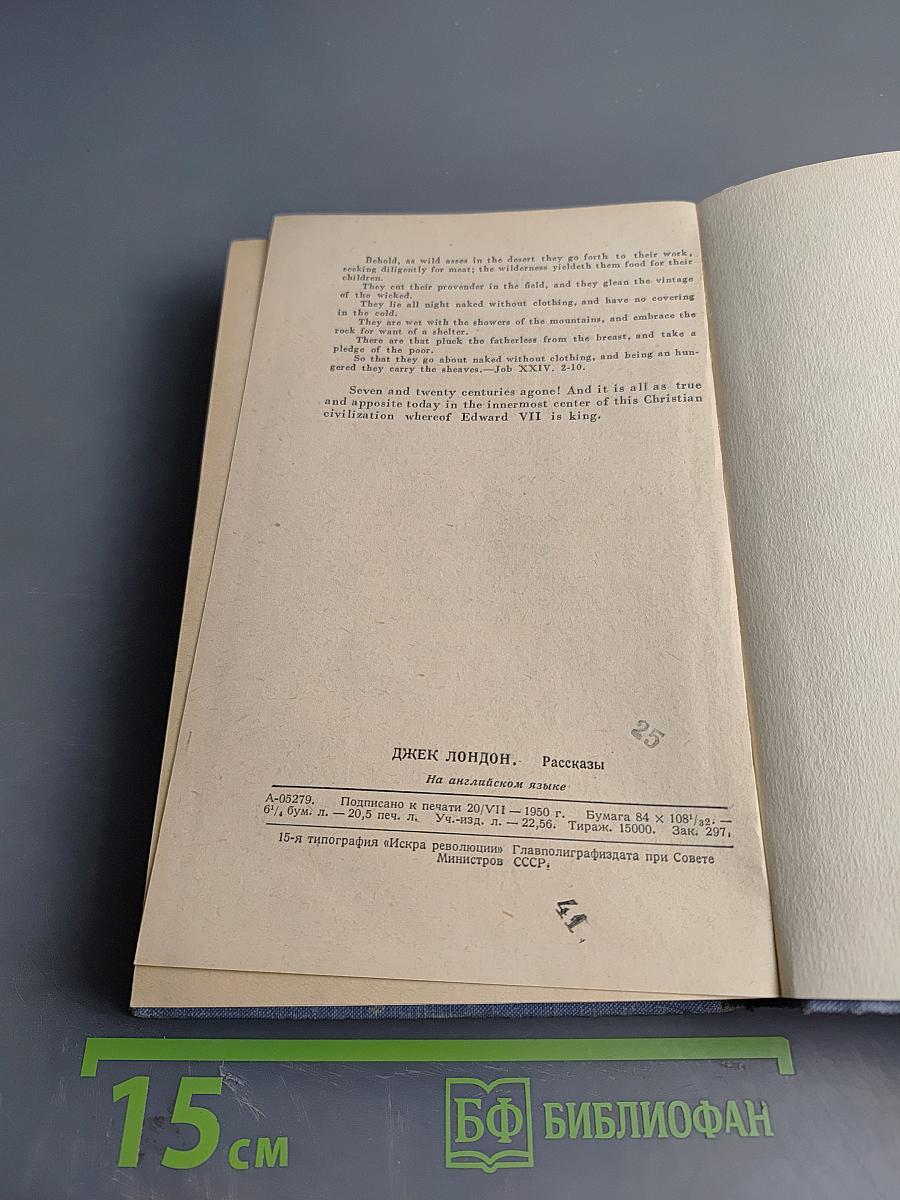 Behold, as wild asses in the desert they go forth to their work,
seeking diligently for meat; the wilderness yieldeth them food for their
children.
They cut their provender in the field, and they glean the vintage
of the wicked.
They lie all night naked without clothing, and have no covering
in the cold.
They are wet with the showers of the mountains, and embrace the
rock for want of a shelter.
There are that pluck the fatherless from the breast, and take a
pledge of the poor.
So that they go about naked without clothing, and being an hun-
gered they carry the sheaves.—Job XXIV. 2-10.
Seven and twenty centuries agone! And it is all as true
and apposite today in the innermost center of this Christian
civilization whereof Edward VII is king.
25
ДЖЕК ЛОНДОН. Рассказы
На английском языке
А-05279. Подписано к печати 20/VII — 1950 г. Бумага 84 × 108¹/₃₂. —
6¹/₄ бум. л. — 20,5 печ. л. Уч.-изд. л. — 22,56. Тираж. 15000. Зак. 297.
15-я типография «Искра революции» Главполиграфиздата при Совете
Министров СССР.
41.
15 см
БФ БИБЛИОФАН